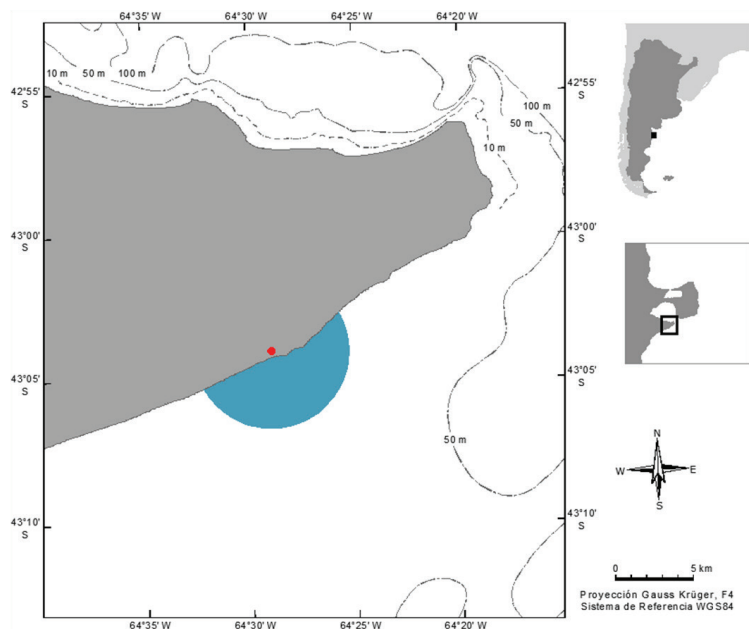 64°35' W 64°30' W 64°25' W 64°20' W
10 m 50 m 100 m
42°55'
S
42°55'
S
100 m
50 m
10 m
43°00'
S
43°00'
S
43°05'
S
43°05'
S
50 m
43°10'
S
43°10'
S
64°35' W 64°30' W 64°25' W 64°20' W
N
W E
S
0 5 km
Proyección Gauss Krüger, F4
Sistema de Referencia WGS84